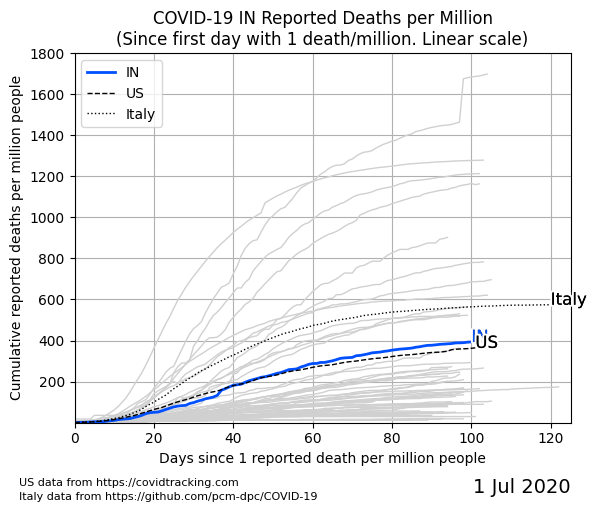 COVID-19 IN Reported Deaths per Million
(Since first day with 1 death/million. Linear scale)
Cumulative reported deaths per million people
1800
1600
1400
1200
1000
800
600
400
200
IN
US
Italy
Italy
IN
US
0
20
40
60
80
100
120
Days since 1 reported death per million people
US data from https://covidtracking.com
Italy data from https://github.com/pcm-dpc/COVID-19
1 Jul 2020